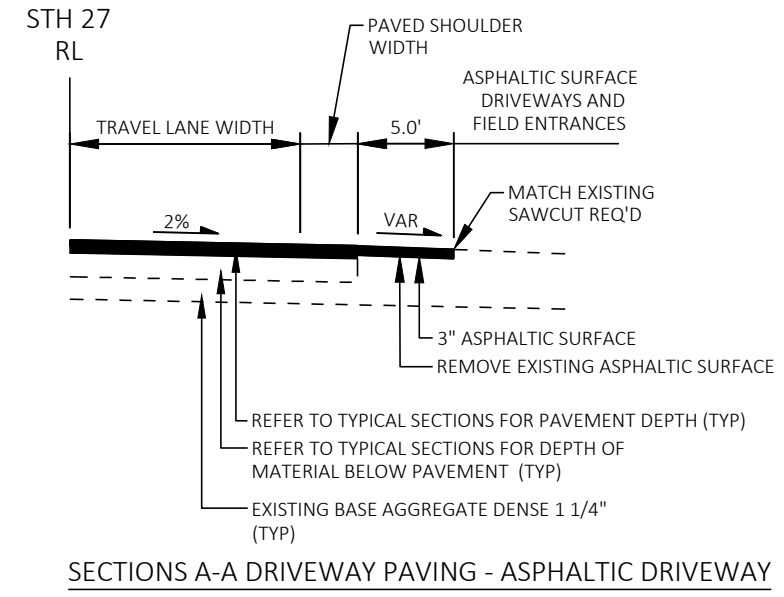 STH 27
RL
PAVED SHOULDER
WIDTH
ASPHALTIC SURFACE
DRIVEWAYS AND
FIELD ENTRANCES
TRAVEL LANE WIDTH
5.0'
MATCH EXISTING
SAWCUT REQ'D
2%
VAR
3" ASPHALTIC SURFACE
REMOVE EXISTING ASPHALTIC SURFACE
REFER TO TYPICAL SECTIONS FOR PAVEMENT DEPTH (TYP)
REFER TO TYPICAL SECTIONS FOR DEPTH OF
MATERIAL BELOW PAVEMENT (TYP)
EXISTING BASE AGGREGATE DENSE 1 1/4"
(TYP)
SECTIONS A-A DRIVEWAY PAVING - ASPHALTIC DRIVEWAY